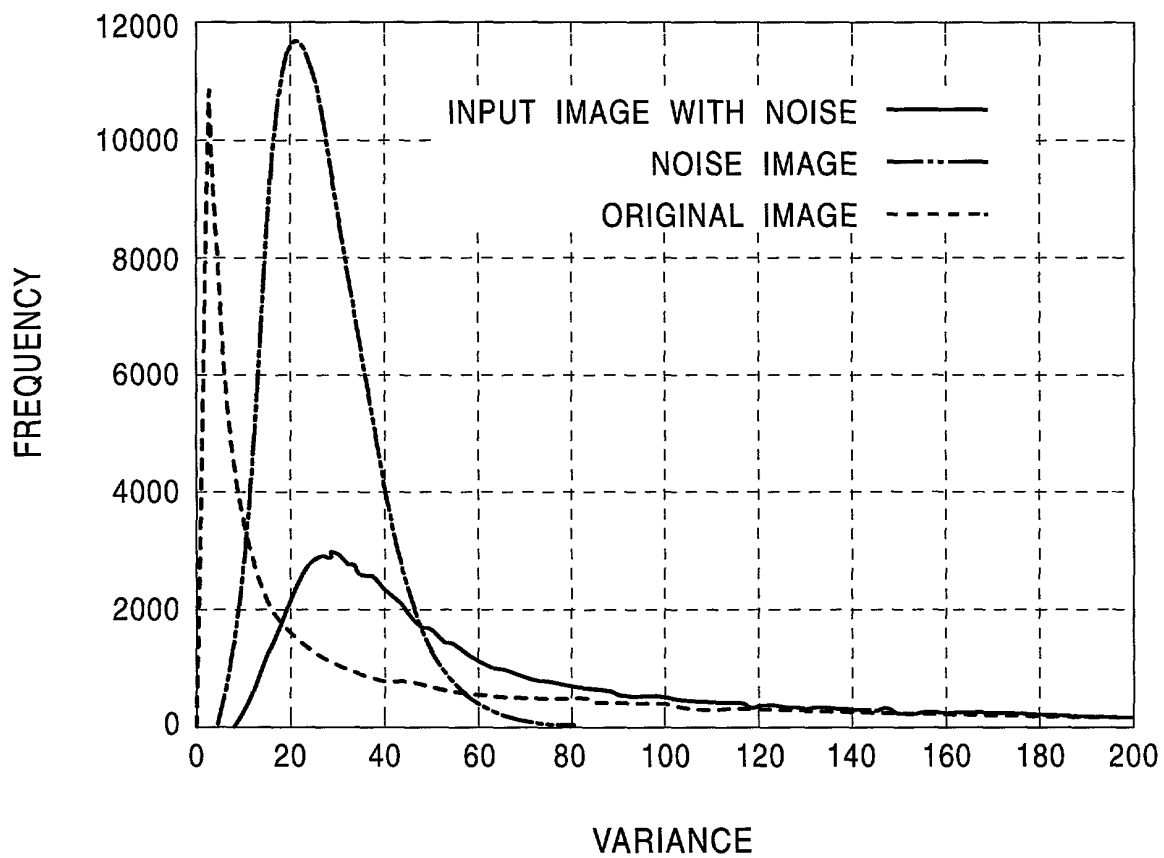 12000
10000
8000
6000
4000
2000
0
FREQUENCY
INPUT IMAGE WITH NOISE
NOISE IMAGE
ORIGINAL IMAGE
0 20 40 60 80 100 120 140 160 180 200
VARIANCE